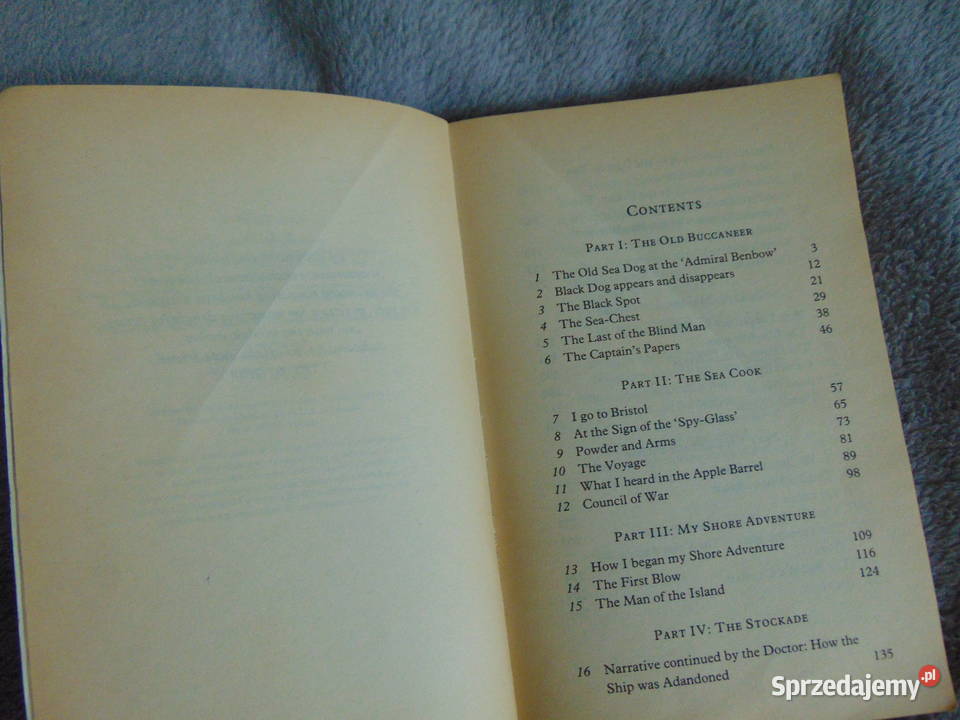 CONTENTS
PART I: THE OLD BUCCANEER
1 The Old Sea Dog at the ‘Admiral Benbow’ 3
2 Black Dog appears and disappears 12
3 The Black Spot 21
4 The Sea-Chest 29
5 The Last of the Blind Man 38
6 The Captain’s Papers 46
PART II: THE SEA COOK
7 I go to Bristol 57
8 At the Sign of the ‘Spy-Glass’ 65
9 Powder and Arms 73
10 The Voyage 81
11 What I heard in the Apple Barrel 89
12 Council of War 98
PART III: MY SHORE ADVENTURE
13 How I began my Shore Adventure 109
14 The First Blow 116
15 The Man of the Island 124
PART IV: THE STOCKADE
16 Narrative continued by the Doctor: How the
Ship was Adandoned 135
Sprzedajemy.pl